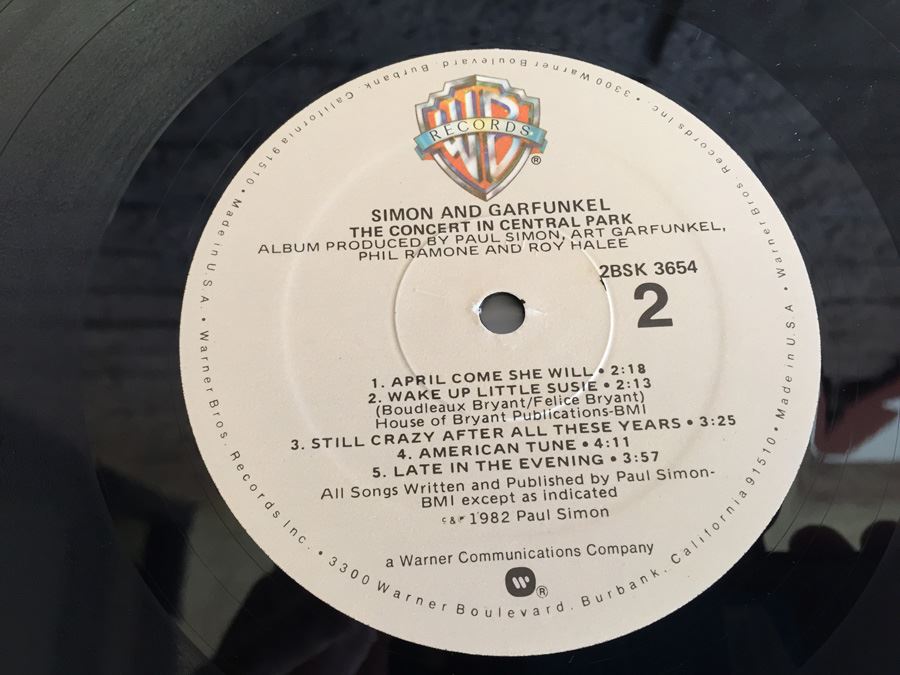 WB
RECORDS
®
SIMON AND GARFUNKEL
THE CONCERT IN CENTRAL PARK
ALBUM PRODUCED BY PAUL SIMON, ART GARFUNKEL,
PHIL RAMONE AND ROY HALEE
2BSK 3654
2
1. APRIL COME SHE WILL • 2:18
2. WAKE UP LITTLE SUSIE • 2:13
(Boudleaux Bryant/Felice Bryant)
House of Bryant Publications-BMI
3. STILL CRAZY AFTER ALL THESE YEARS • 3:25
4. AMERICAN TUNE • 4:11
5. LATE IN THE EVENING • 3:57
All Songs Written and Published by Paul Simon-
BMI except as indicated
© & ℗ 1982 Paul Simon
a Warner Communications Company
®
Warner Bros. Records Inc. • 3300 Warner Boulevard. Burbank. California 91510 • Made in U.S.A • Warner Bros. Records Inc. • 3300 Warner Boulevard. Burbank. California 91510 • Made in U.S.A. •